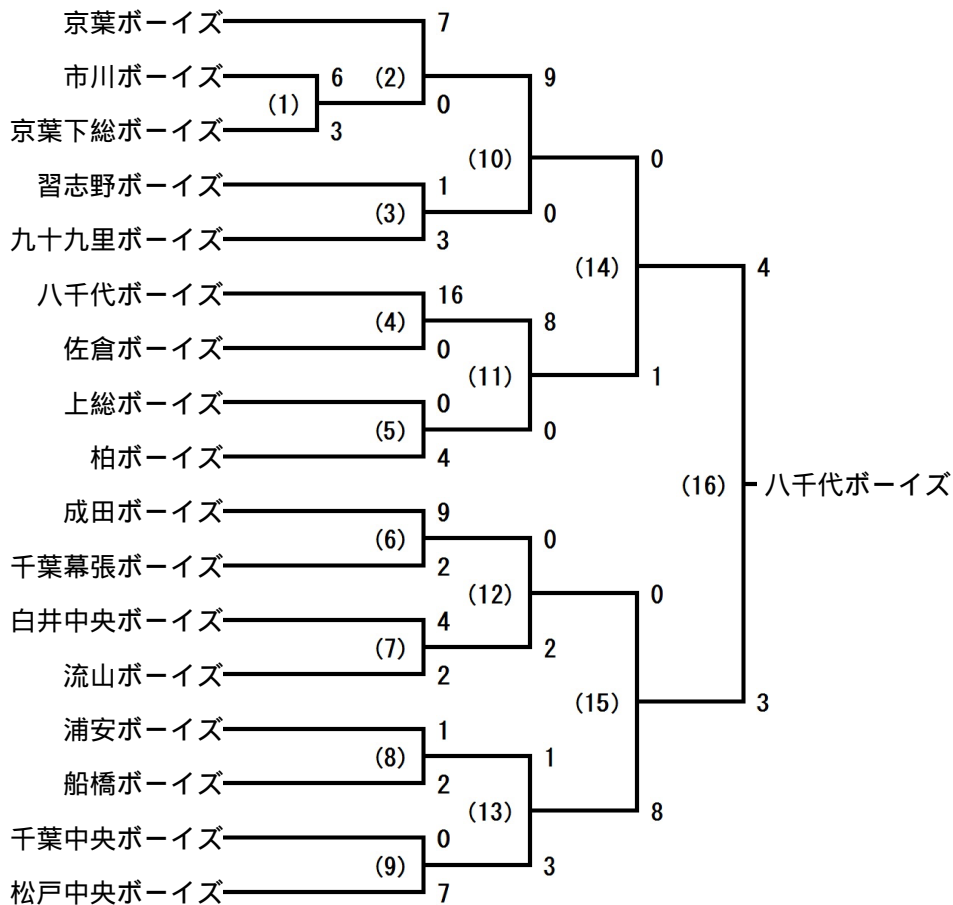 京葉ボーイズ 7
市川ボーイズ 6 (2) 9
(1) 0
京葉下総ボーイズ 3
(10) 0
習志野ボーイズ 1
(3) 0
九十九里ボーイズ 3
(14) 4
八千代ボーイズ 16
(4) 8
佐倉ボーイズ 0
(11) 1
上総ボーイズ 0
(5) 0
柏ボーイズ 4
(16) 八千代ボーイズ
成田ボーイズ 9
(6) 0
千葉幕張ボーイズ 2
(12) 0
白井中央ボーイズ 4
(7) 2
流山ボーイズ 2
(15) 3
浦安ボーイズ 1
(8) 1
船橋ボーイズ 2
(13) 8
千葉中央ボーイズ 0
(9) 3
松戸中央ボーイズ 7